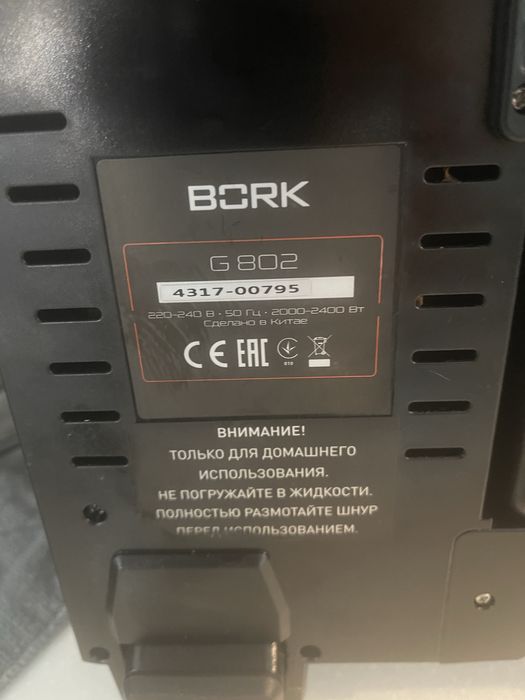 BORK
G 802
4317-00795
220-240 В · 50 Гц · 2000-2400 Вт
Сделано в Китае
CE EAC
ВНИМАНИЕ!
ТОЛЬКО ДЛЯ ДОМАШНЕГО
ИСПОЛЬЗОВАНИЯ.
НЕ ПОГРУЖАЙТЕ В ЖИДКОСТИ.
ПОЛНОСТЬЮ РАЗМОТАЙТЕ ШНУР
ПЕРЕД ИСПОЛЬЗОВАНИЕМ.